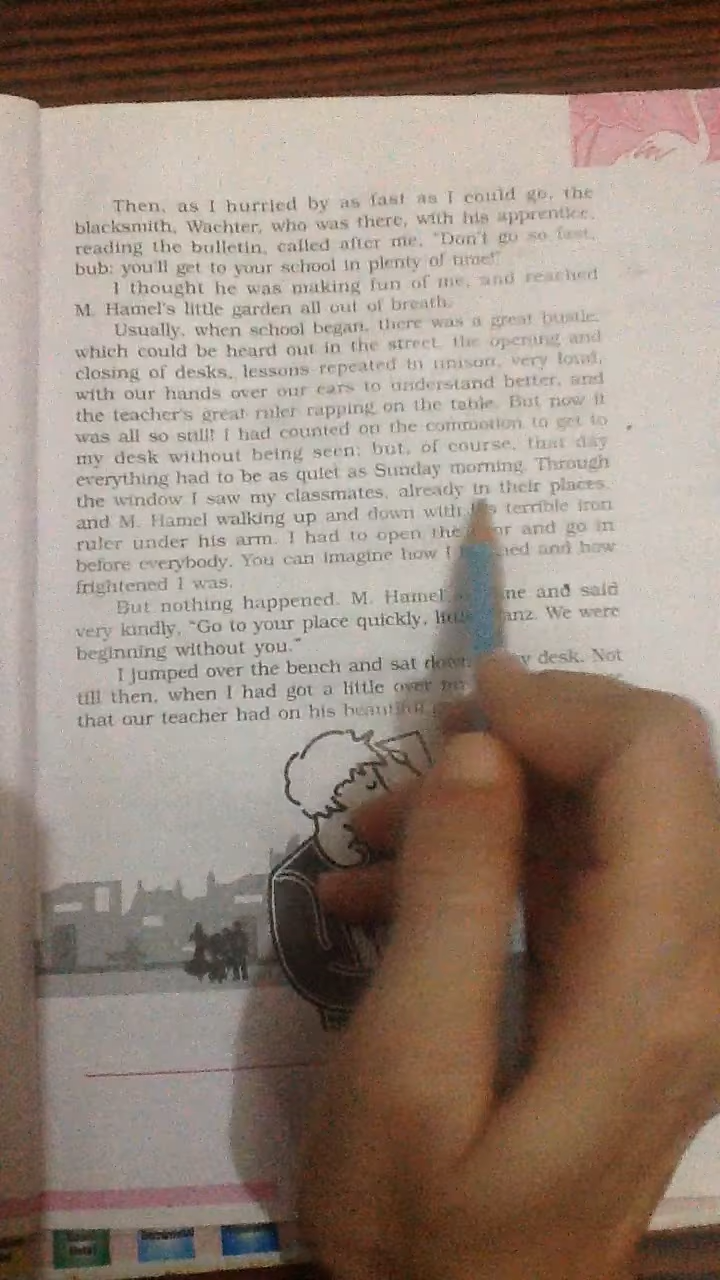 Then, as I hurried by as fast as I could go, the
blacksmith, Wachter, who was there, with his apprentice,
reading the bulletin, called after me, "Don't go so fast,
bub; you'll get to your school in plenty of time!"
I thought he was making fun of me, and reached
M. Hamel's little garden all out of breath.
Usually, when school began, there was a great bustle,
which could be heard out in the street, the opening and
closing of desks, lessons repeated in unison, very loud,
with our hands over our ears to understand better, and
the teacher's great ruler rapping on the table. But now it
was all so still! I had counted on the commotion to get to
my desk without being seen; but, of course, that day
everything had to be as quiet as Sunday morning. Through
the window I saw my classmates, already in their places,
and M. Hamel walking up and down with terrible iron
ruler under his arm. I had to open the and go in
before everybody. You can imagine how I and how
frightened I was.
But nothing happened. M. Hamel and said
very kindly, "Go to your place quickly, We were
beginning without you."
I jumped over the bench and sat desk. Not
till then, when I had got a little over
that our teacher had on his beautiful